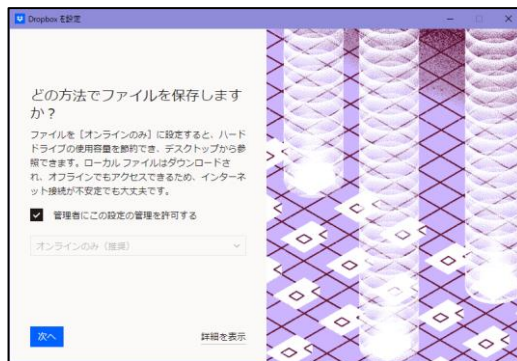 Dropbox を設定
どの方法でファイルを保存します
か？
ファイルを [オンラインのみ] に設定すると、ハード
ドライブの使用容量を節約でき、デスクトップから参
照できます。ローカル ファイルはダウンロードさ
れ、オフラインでもアクセスできるため、インターネ
ット接続が不安定でも大丈夫です。
管理者にこの設定の管理を許可する
オンラインのみ（推奨）
次へ
詳細を表示